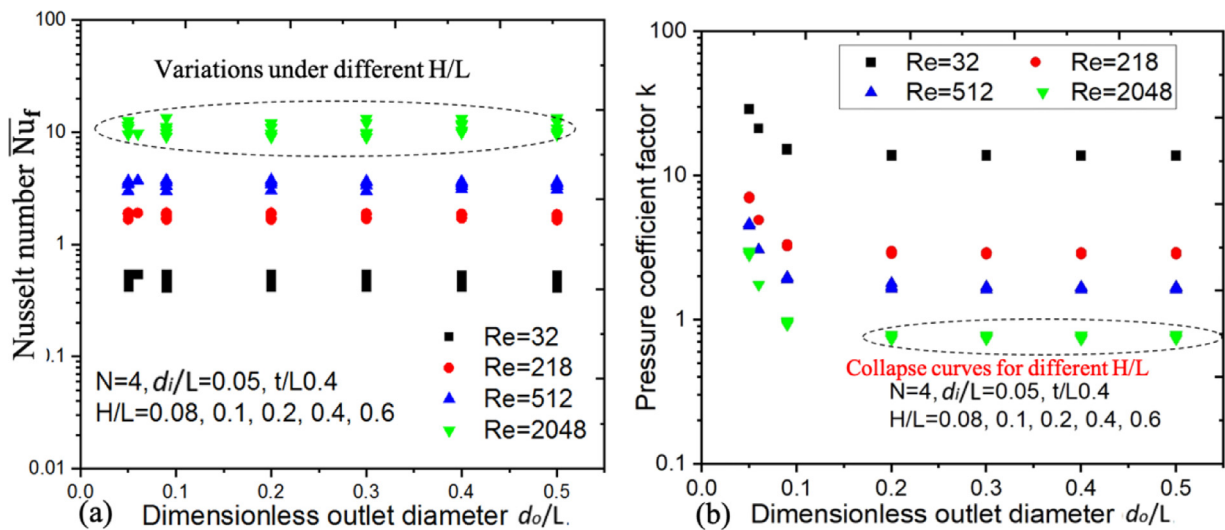 100
10
1
0.1
0.01
Nusselt number N̅u̅f
Variations under different H/L
Re=32
Re=218
Re=512
Re=2048
N=4, di/L=0.05, t/L0.4
H/L=0.08, 0.1, 0.2, 0.4, 0.6
0.0 0.1 0.2 0.3 0.4 0.5
(a) Dimensionless outlet diameter do/L.
100
10
1
0.1
Pressure coefficient factor k
Re=32 Re=218
Re=512 Re=2048
Collapse curves for different H/L
N=4, di/L=0.05, t/L0.4
H/L=0.08, 0.1, 0.2, 0.4, 0.6
0.0 0.1 0.2 0.3 0.4 0.5
(b) Dimensionless outlet diameter do/L.